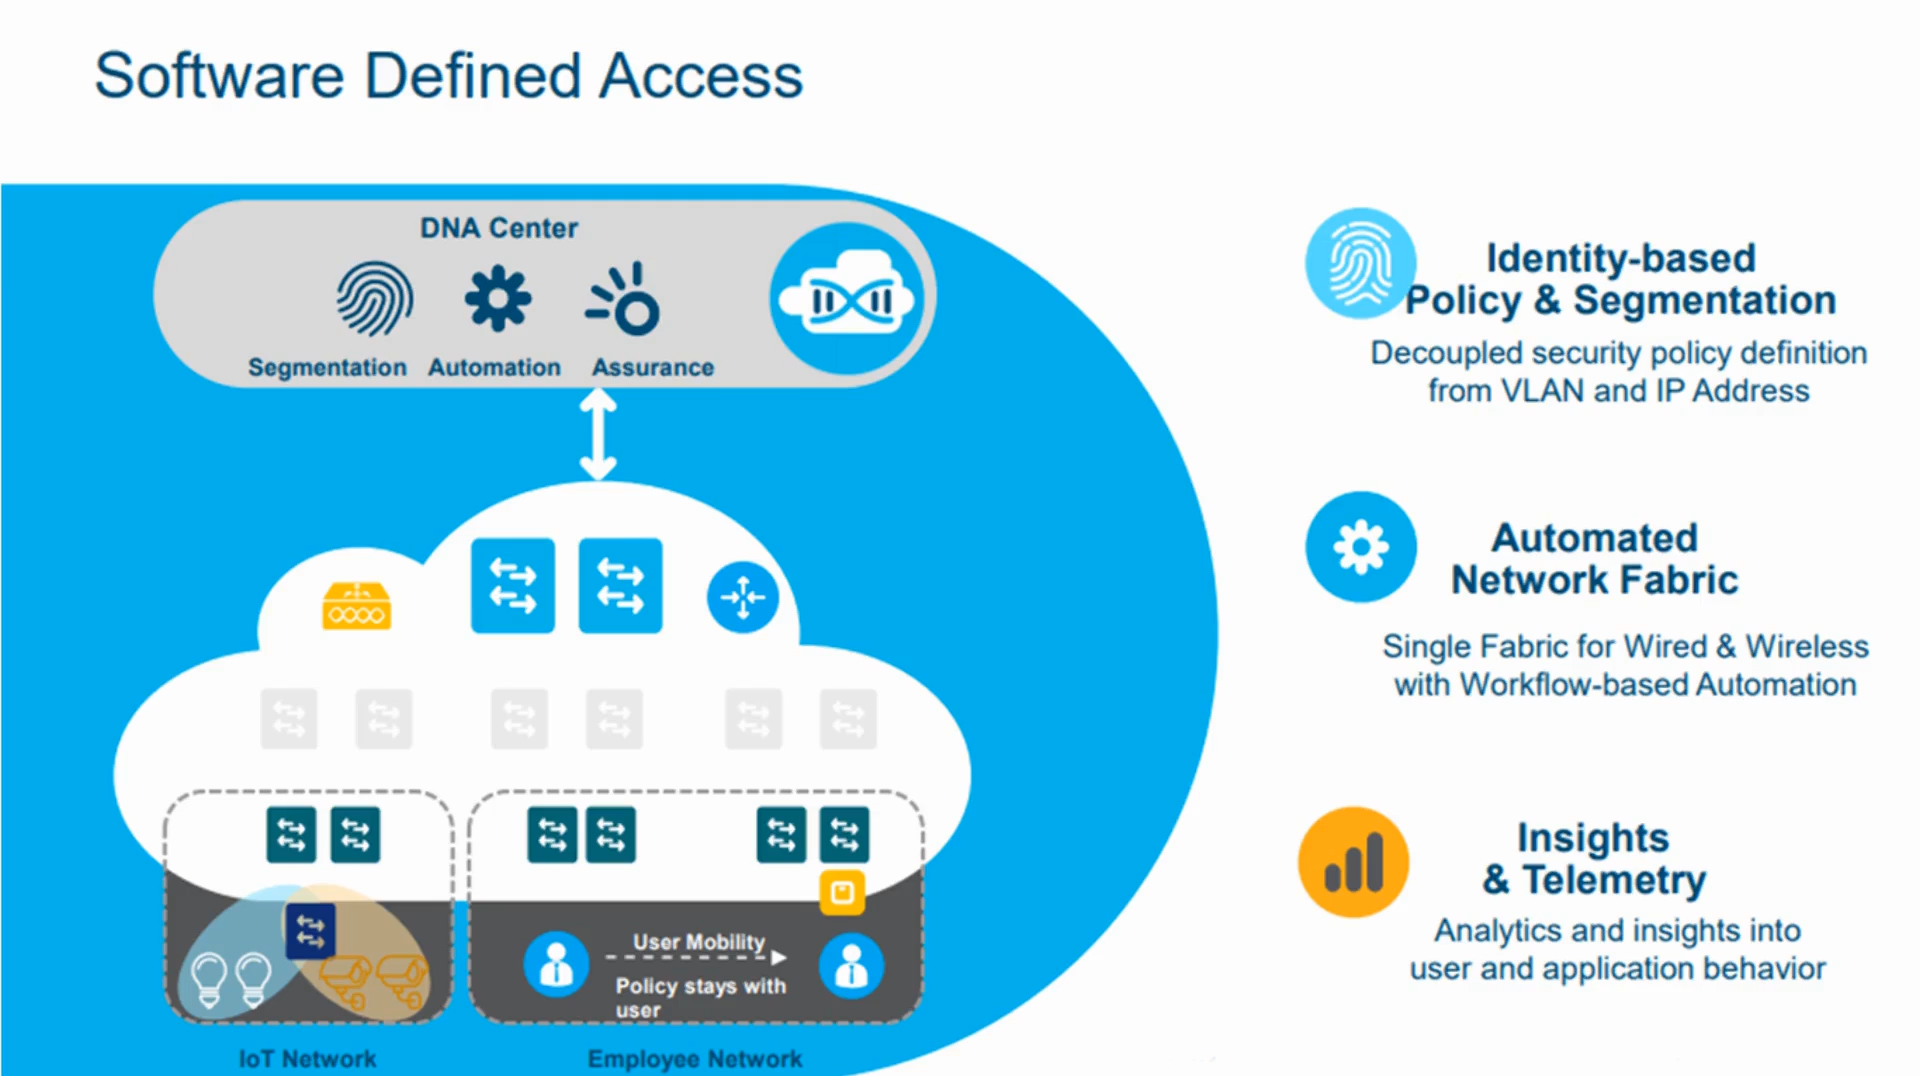 Software Defined Access
DNA Center
Segmentation Automation Assurance
User Mobility
Policy stays with
user
IoT Network
Employee Network
Identity-based
Policy & Segmentation
Decoupled security policy definition
from VLAN and IP Address
Automated
Network Fabric
Single Fabric for Wired & Wireless
with Workflow-based Automation
Insights
& Telemetry
Analytics and insights into
user and application behavior